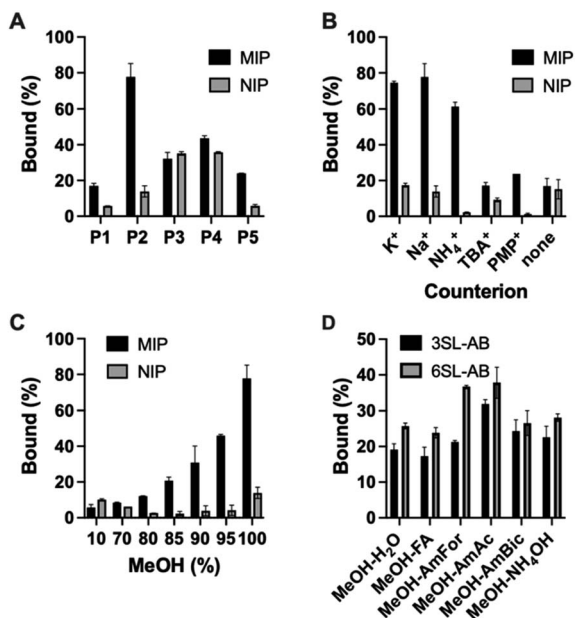 A
Bound (%)
100
80
60
40
20
0
MIP
NIP
P1 P2 P3 P4 P5
B
Bound (%)
100
80
60
40
20
0
MIP
NIP
K⁺ Na⁺ NH₄⁺ TBA⁺ PMP⁺ none
Counterion
C
Bound (%)
100
80
60
40
20
0
MIP
NIP
10 70 80 85 90 95 100
MeOH (%)
D
Bound (%)
50
40
30
20
10
0
3SL-AB
6SL-AB
MeOH-H₂O MeOH-FA MeOH-AmFor MeOH-AmAc MeOH-AmBic MeOH-NH₄OH